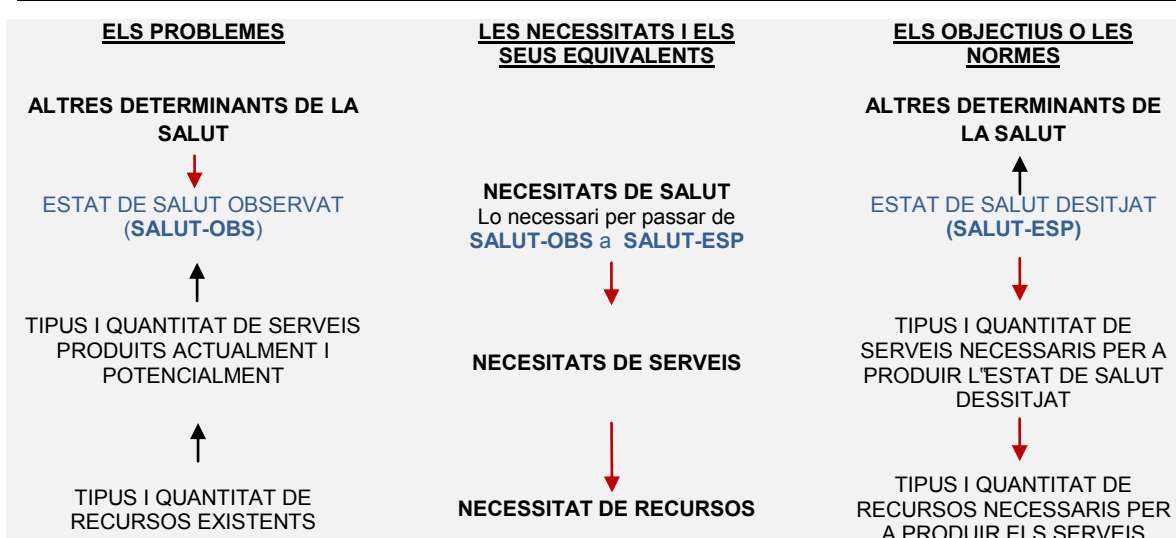 ELS PROBLEMES
ALTRES DETERMINANTS DE LA
SALUT
ESTAT DE SALUT OBSERVAT
(SALUT-OBS)
TIPUS I QUANTITAT DE SERVEIS
PRODUITS ACTUALMENT I
POTENCIALMENT
TIPUS I QUANTITAT DE
RECURSOS EXISTENTS
LES NECESSITATS I ELS
SEUS EQUIVALENTS
NECESITATS DE SALUT
Lo necessari per passar de
SALUT-OBS a SALUT-ESP
NECESITATS DE SERVEIS
NECESSITAT DE RECURSOS
ELS OBJECTIUS O LES
NORMES
ALTRES DETERMINANTS DE
LA SALUT
ESTAT DE SALUT DESITJAT
(SALUT-ESP)
TIPUS I QUANTITAT DE
SERVEIS NECESSARIS PER A
PRODUIR L‟ESTAT DE SALUT
DESSITJAT
TIPUS I QUANTITAT DE
RECURSOS NECESSARIS PER
A PRODUIR ELS SERVEIS